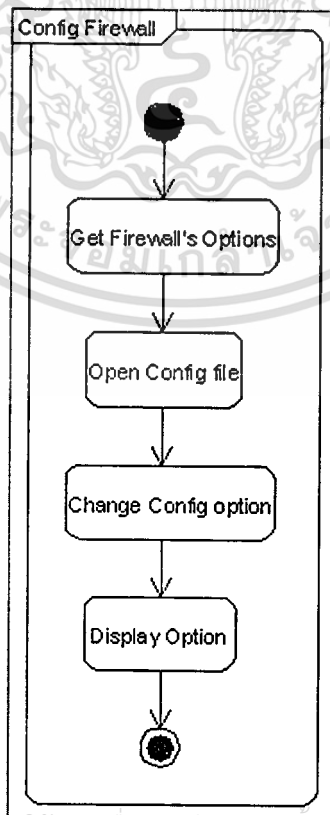 Config Firewall
Get Firewall's Options
Open Config file
Change Config option
Display Option